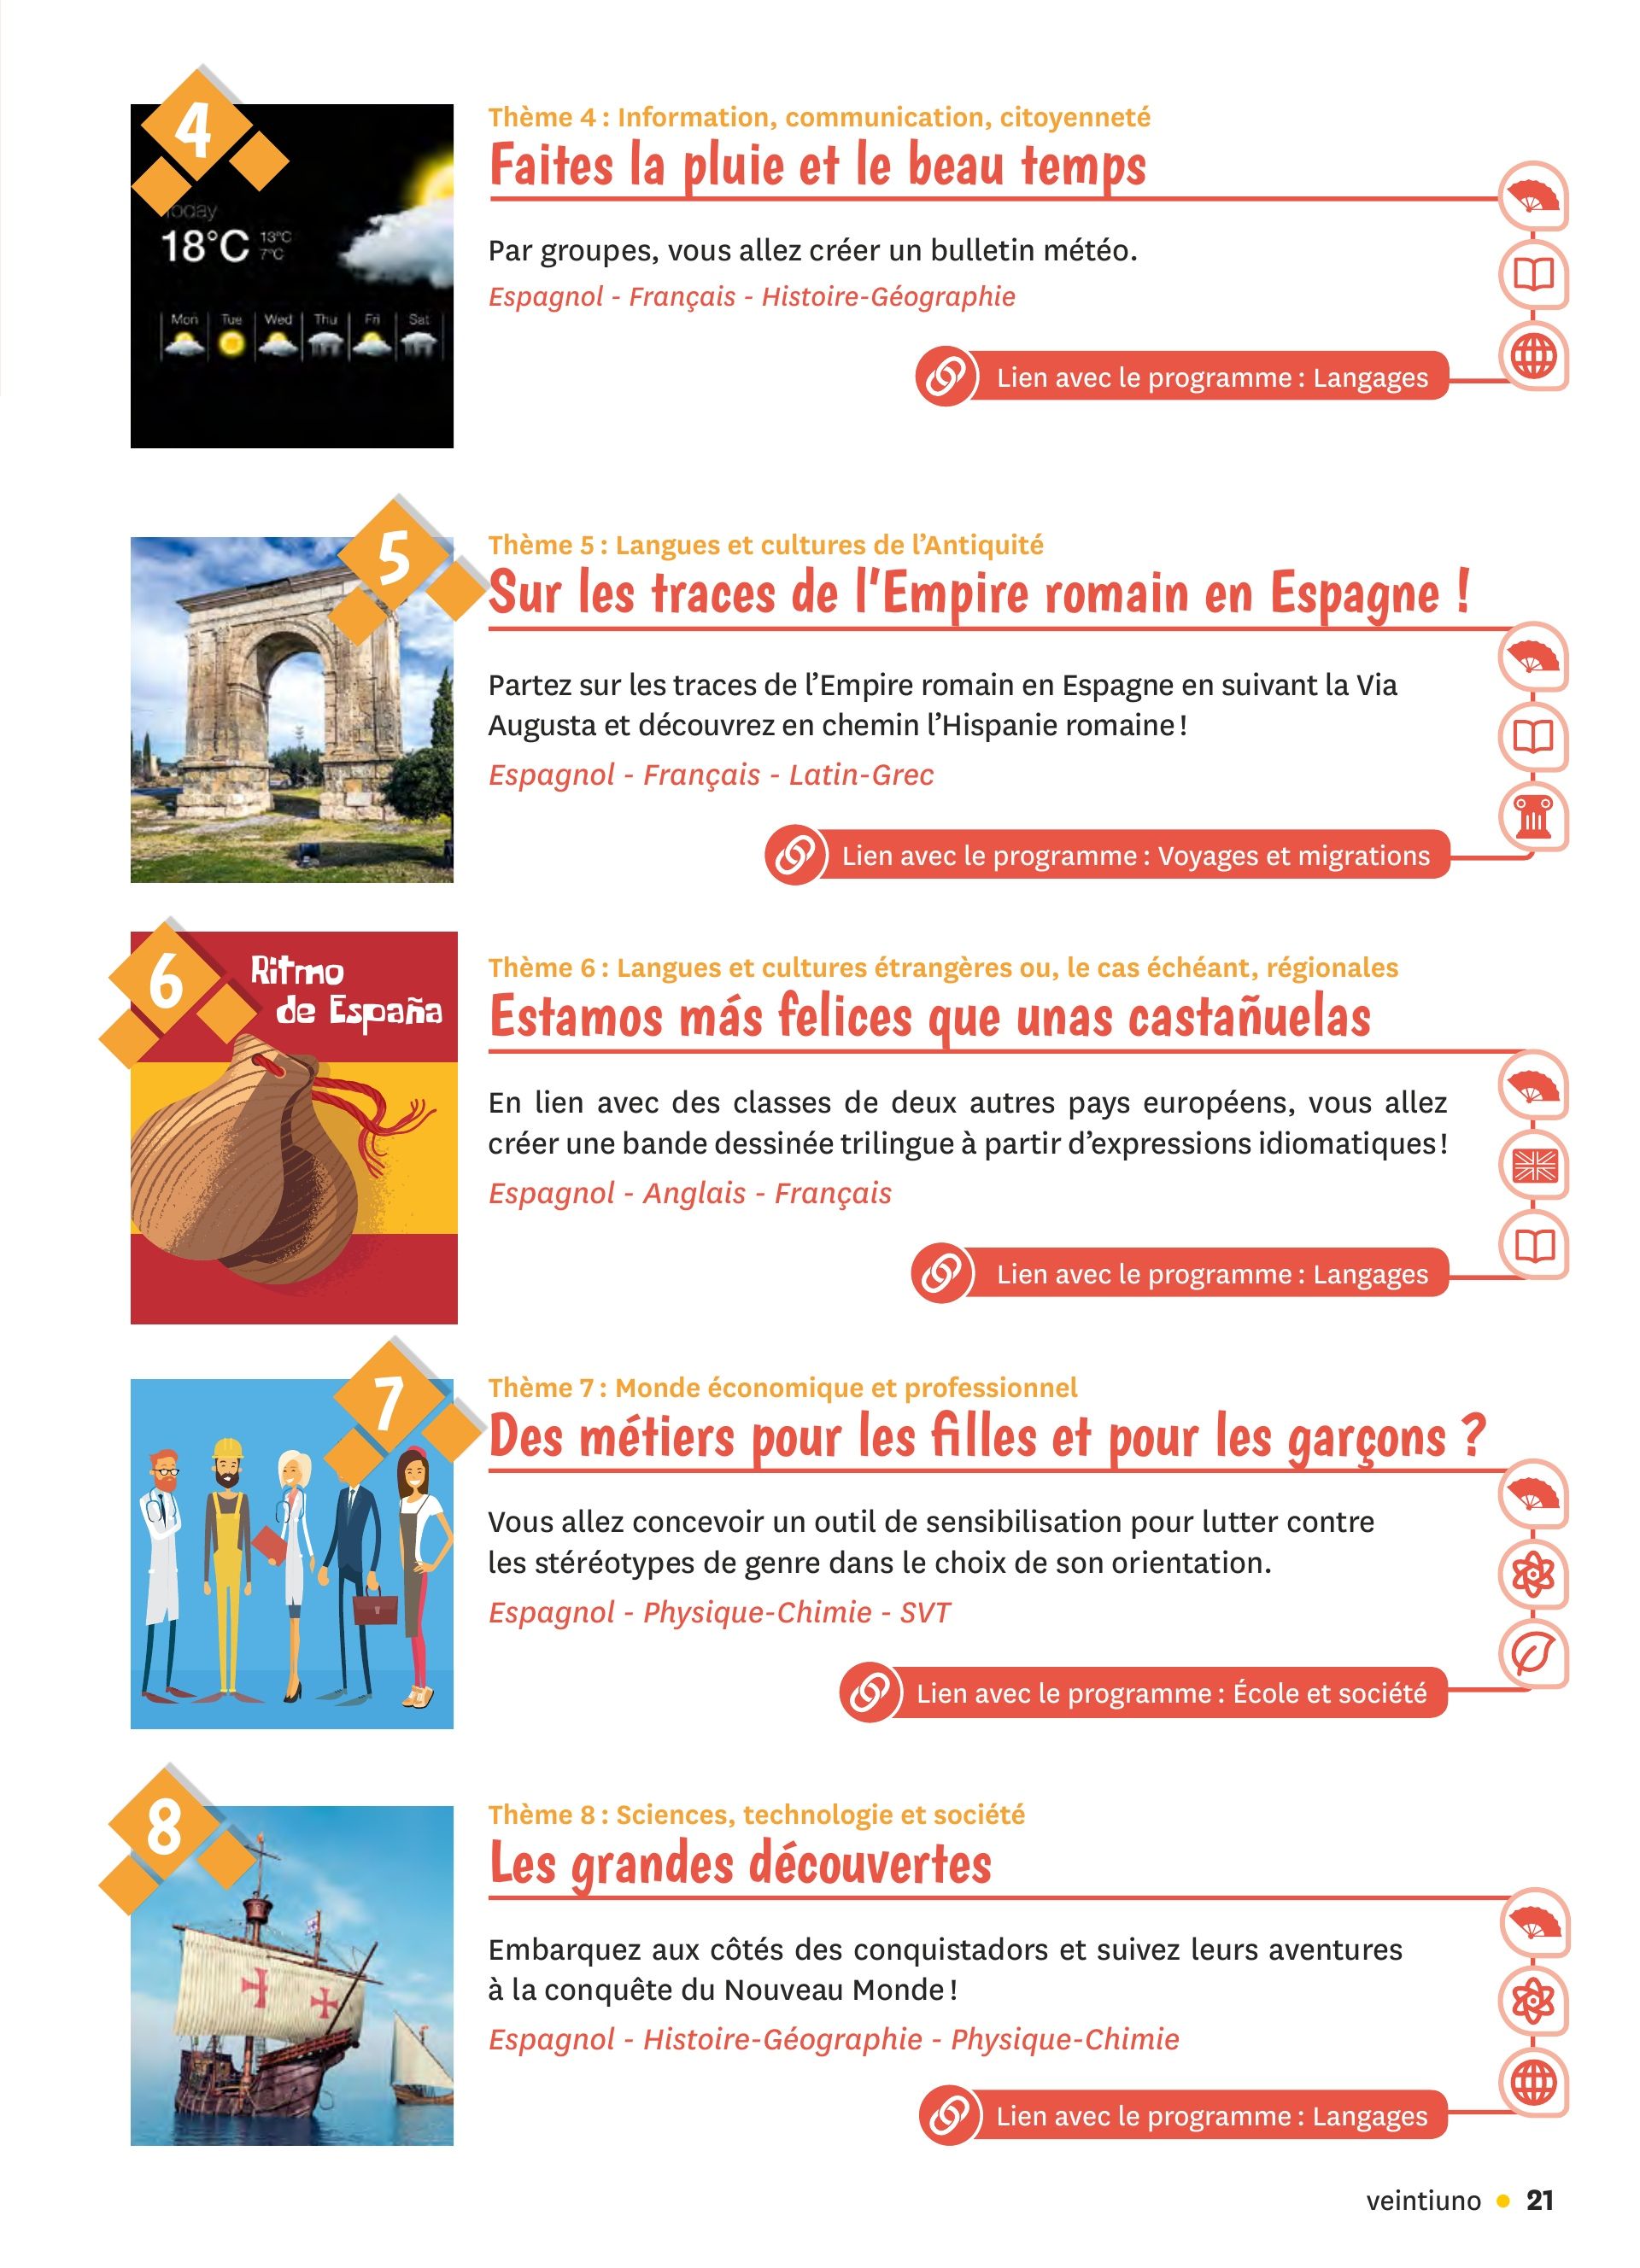 4
Today
18°C 13°C
7°C
Mon Tue Wed Thu Fri Sat
Thème 4 : Information, communication, citoyenneté
Faites la pluie et le beau temps
Par groupes, vous allez créer un bulletin météo.
Espagnol - Français - Histoire-Géographie
Lien avec le programme : Langages
5
Thème 5 : Langues et cultures de l’Antiquité
Sur les traces de l’Empire romain en Espagne !
Partez sur les traces de l’Empire romain en Espagne en suivant la Via
Augusta et découvrez en chemin l’Hispanie romaine !
Espagnol - Français - Latin-Grec
Lien avec le programme : Voyages et migrations
6
Ritmo
de España
Thème 6 : Langues et cultures étrangères ou, le cas échéant, régionales
Estamos más felices que unas castañuelas
En lien avec des classes de deux autres pays européens, vous allez
créer une bande dessinée trilingue à partir d’expressions idiomatiques !
Espagnol - Anglais - Français
Lien avec le programme : Langages
7
Thème 7 : Monde économique et professionnel
Des métiers pour les filles et pour les garçons ?
Vous allez concevoir un outil de sensibilisation pour lutter contre
les stéréotypes de genre dans le choix de son orientation.
Espagnol - Physique-Chimie - SVT
Lien avec le programme : École et société
8
Thème 8 : Sciences, technologie et société
Les grandes découvertes
Embarquez aux côtés des conquistadors et suivez leurs aventures
à la conquête du Nouveau Monde !
Espagnol - Histoire-Géographie - Physique-Chimie
Lien avec le programme : Langages
veintiuno • 21